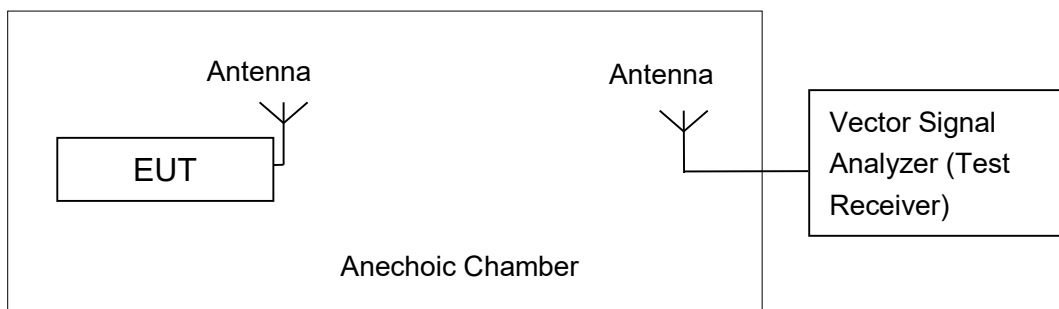 Antenna
Antenna
EUT
Vector Signal
Analyzer (Test
Receiver)
Anechoic Chamber